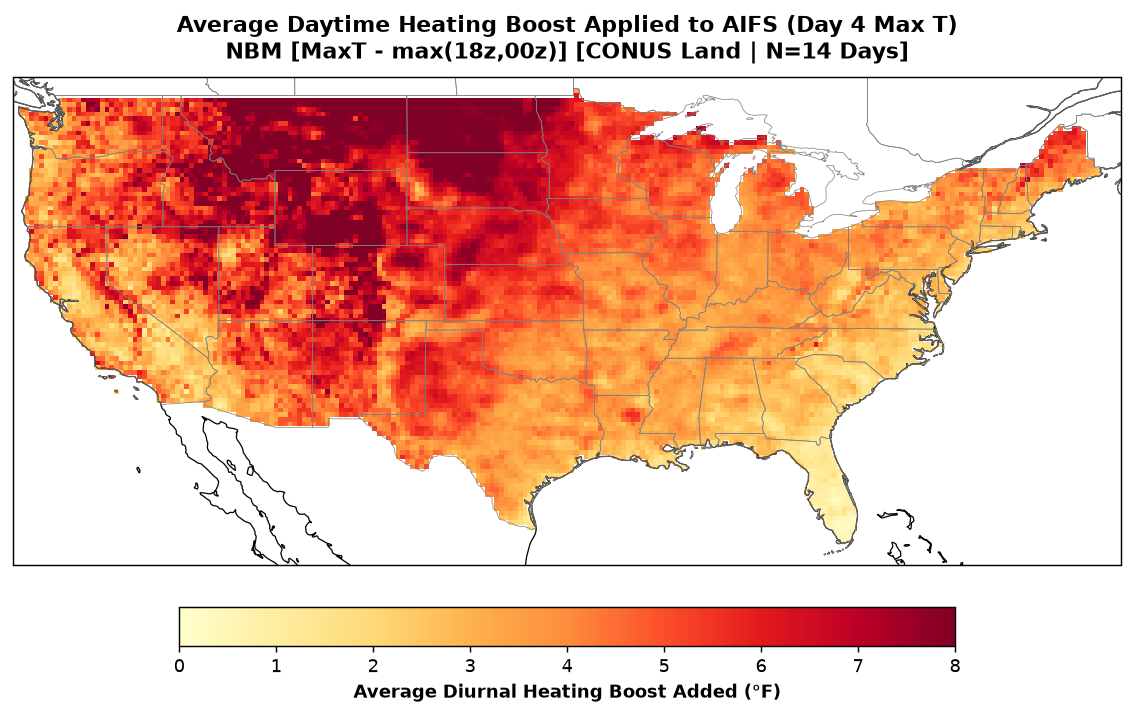 Average Daytime Heating Boost Applied to AIFS (Day 4 Max T)
NBM [MaxT - max(18z,00z)] [CONUS Land | N=14 Days]
0 1 2 3 4 5 6 7 8
Average Diurnal Heating Boost Added (°F)